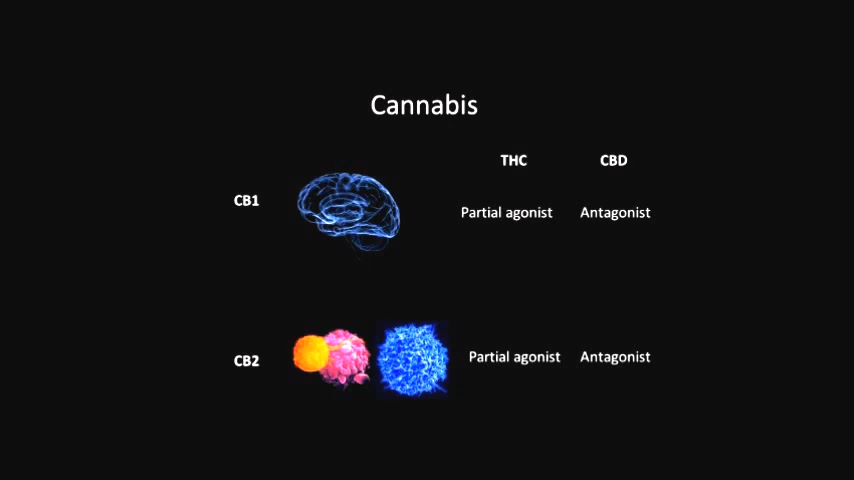 Cannabis
THC CBD
CB1
Partial agonist Antagonist
CB2
Partial agonist Antagonist